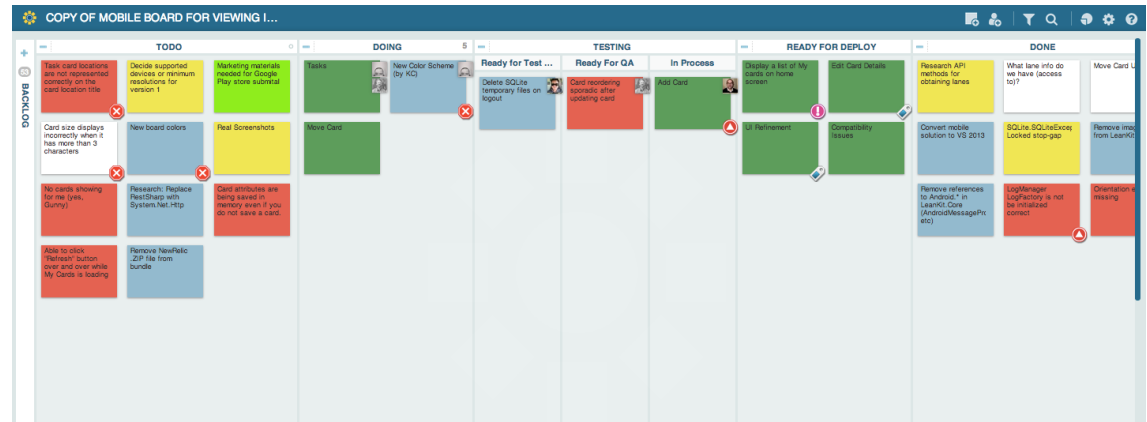 COPY OF MOBILE BOARD FOR VIEWING I...
BACKLOG
TODO
0
DOING
5
TESTING
READY FOR DEPLOY
DONE
Ready for Test ...
Ready For QA
In Process
Task card locations
are not represented
correctly on the
card location title
Decide supported
devices or minimum
resolutions for
version 1
Marketing materials
needed for Google
Play store submital
Card size displays
incorrectly when it
has more than 3
characters
New board colors
Real Screenshots
No cards showing
for me (yes,
Gunny)
Research: Replace
RestSharp with
System.Net.Http
Card attributes are
being saved in
memory even if you
do not save a card.
Able to click
"Refresh" button
over and over while
My Cards is loading
Remove NewRelic
.ZIP file from
bundle
Tasks
New Color Scheme
(by KC)
Move Card
Delete SQLite
temporary files on
logout
Card reordering
sporadic after
updating card
Add Card
Display a list of My
cards on home
screen
Edit Card Details
UI Refinement
Compatibility
Issues
Research API
methods for
obtaining lanes
What lane info do
we have (access
to)?
Move Card U
Convert mobile
solution to VS 2013
SQLite.SQLiteExcep
Locked stop-gap
Remove imag
from LeanKit
Remove references
to Android.* in
LeanKit.Core
(AndroidMessagePro
etc)
LogManager
LogFactory is not
be initialized
correct
Orientation s
missing